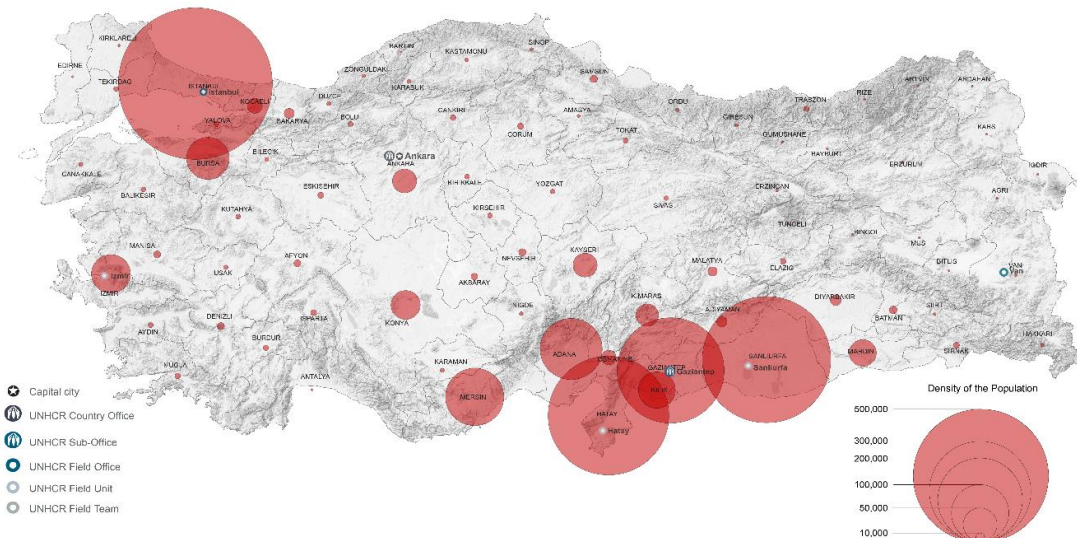 SINOP
KIRKLARELI
BARTIN
KASTAMONU
EDIRNE
ZONGULDAK
SAMSUN
ARTVIN
ARDAHAN
TEKIRDAG
ISTANBUL
Istanbul
KARABUK
KOCAELI
DUZCE
ORDU
TRABZON
RIZE
YALOVA
SAKARYA
BOLU
CANKIRI
AMASYA
GIRESUN
CORUM
TOKAT
GUMUSHANE
KARS
BAYBURT
BILECIK
Ankara
ANKARA
BURSA
CANAKKALE
ERZURUM
IGDIR
KIRIKKALE
BALIKESIR
ESKISEHIR
YOZGAT
ERZINCAN
AGRI
SIVAS
KUTAHYA
KIRSEHIR
TUNCELI
BINGOL
MUS
MANISA
KAYSERI
NEVSEHIR
AFYON
USAK
MALATYA
ELAZIG
BITLIS
VAN
Van
Izmir
IZMIR
AKSARAY
NIGDE
K.MARAS
DIYARBAKIR
SIIRT
ISPARTA
KONYA
ADIYAMAN
BATMAN
DENIZLI
AYDIN
HAKKARI
BURDUR
ADANA
OSMANIYE
SANLIURFA
MARDIN
SIRNAK
MUGLA
KARAMAN
GAZIANTEP
Gaziantep
Sanliurfa
ANTALYA
KILIS
MERSIN
HATAY
Hatay
Capital city
UNHCR Country Office
UNHCR Sub-Office
UNHCR Field Office
UNHCR Field Unit
UNHCR Field Team
Density of the Population
500,000
300,000
200,000
100,000
50,000
10,000